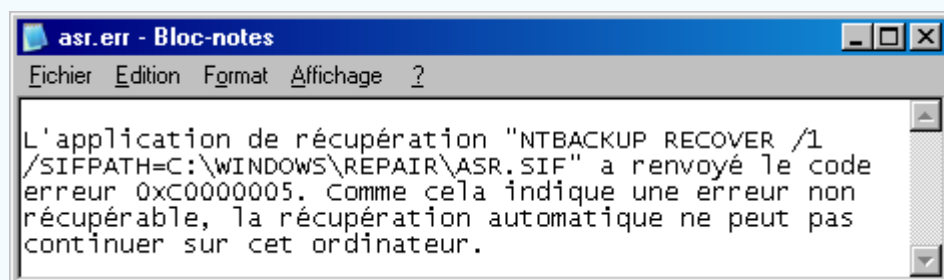 asr.err - Bloc-notes
Fichier Edition Format Affichage ?
L'application de récupération "NTBACKUP RECOVER /1
/SIFPATH=C:\WINDOWS\REPAIR\ASR.SIF" a renvoyé le code
erreur 0xC0000005. Comme cela indique une erreur non
récupérable, la récupération automatique ne peut pas
continuer sur cet ordinateur.